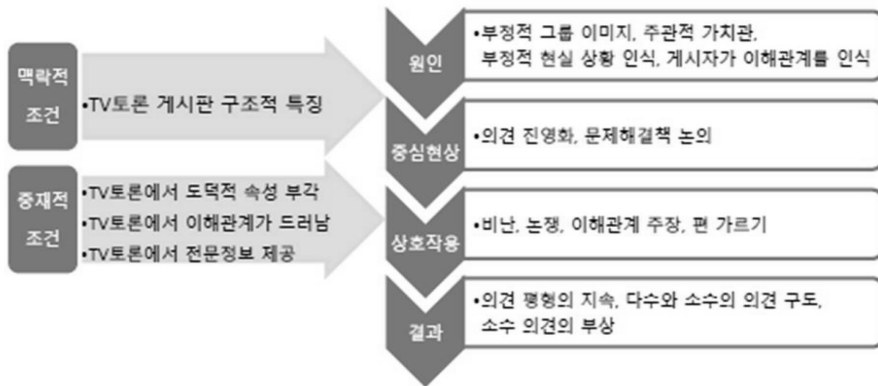 맥락적
조건
•TV토론 게시판 구조적 특징
중재적
조건
•TV토론에서 도덕적 속성 부각
•TV토론에서 이해관계가 드러남
•TV토론에서 전문정보 제공
원인
•부정적 그룹 이미지, 주관적 가치관,
부정적 현실 상황 인식, 게시자가 이해관계를 인식
중심현상
•의견 진영화, 문제해결책 논의
상호작용
•비난, 논쟁, 이해관계 주장, 편 가르기
결과
•의견 평형의 지속, 다수와 소수의 의견 구도,
소수 의견의 부상